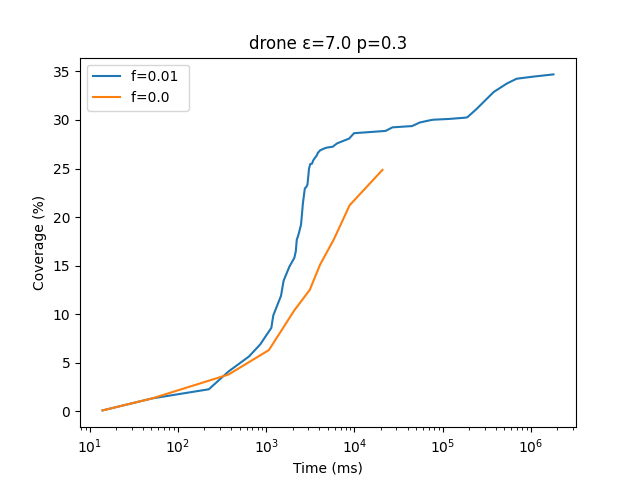 drone ε=7.0 p=0.3
f=0.01
f=0.0
35
30
25
20
15
10
5
0
Coverage (%)
10¹ 10² 10³ 10⁴ 10⁵ 10⁶
Time (ms)